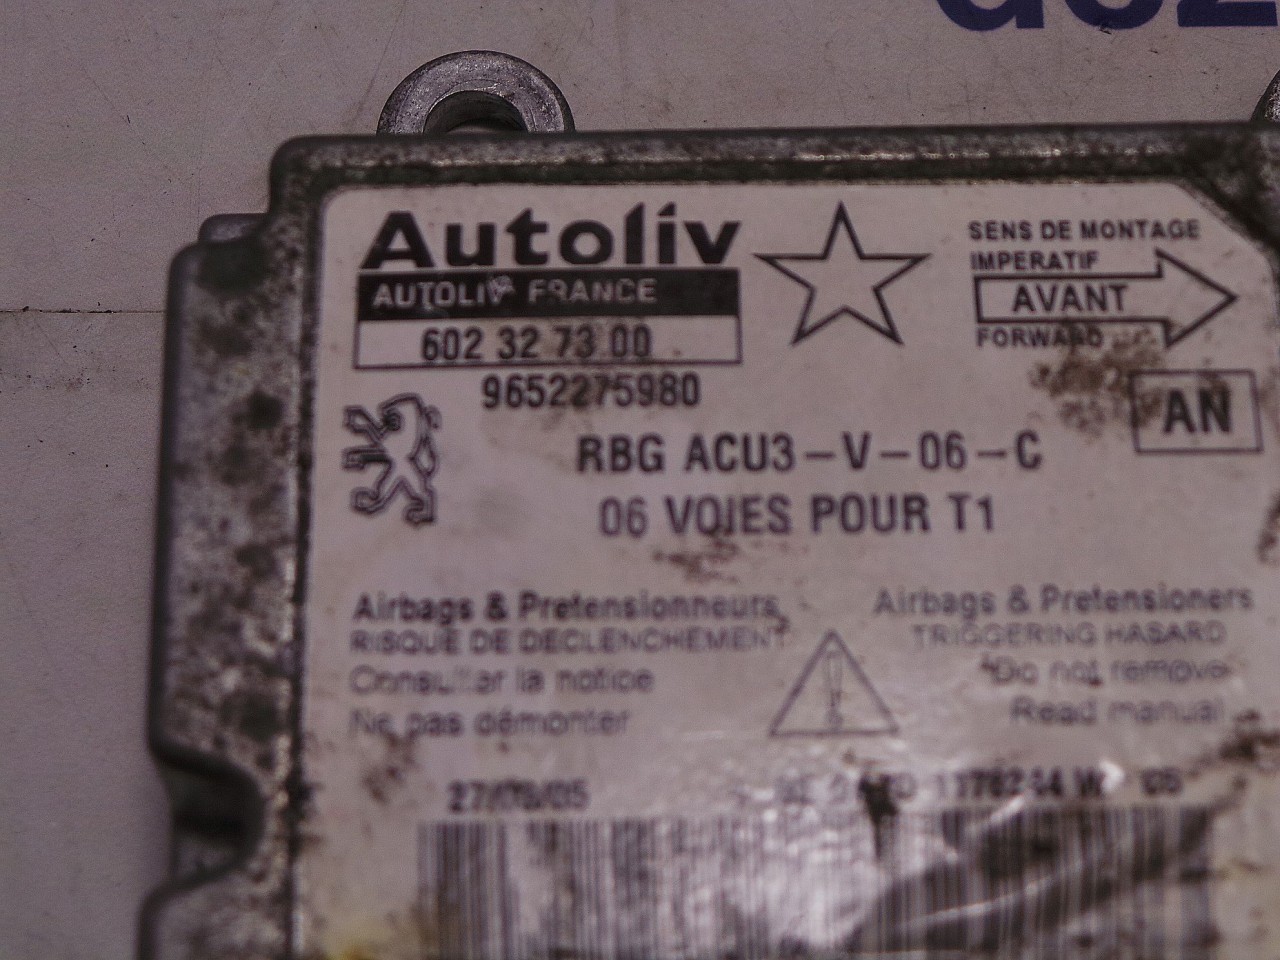 Autoliv
AUTOLIV FRANCE
602 32 73 00
9652275980
SENS DE MONTAGE
IMPERATIF
AVANT
FORWARD
AN
RBG ACU3-V-06-C
06 VOIES POUR T1
Airbags & Pretensionneurs
RISQUE DE DECLENCHEMENT
Consulter la notice
Ne pas démonter
Airbags & Pretensioners
TRIGGERING HASARD
Do not remove
Read manual